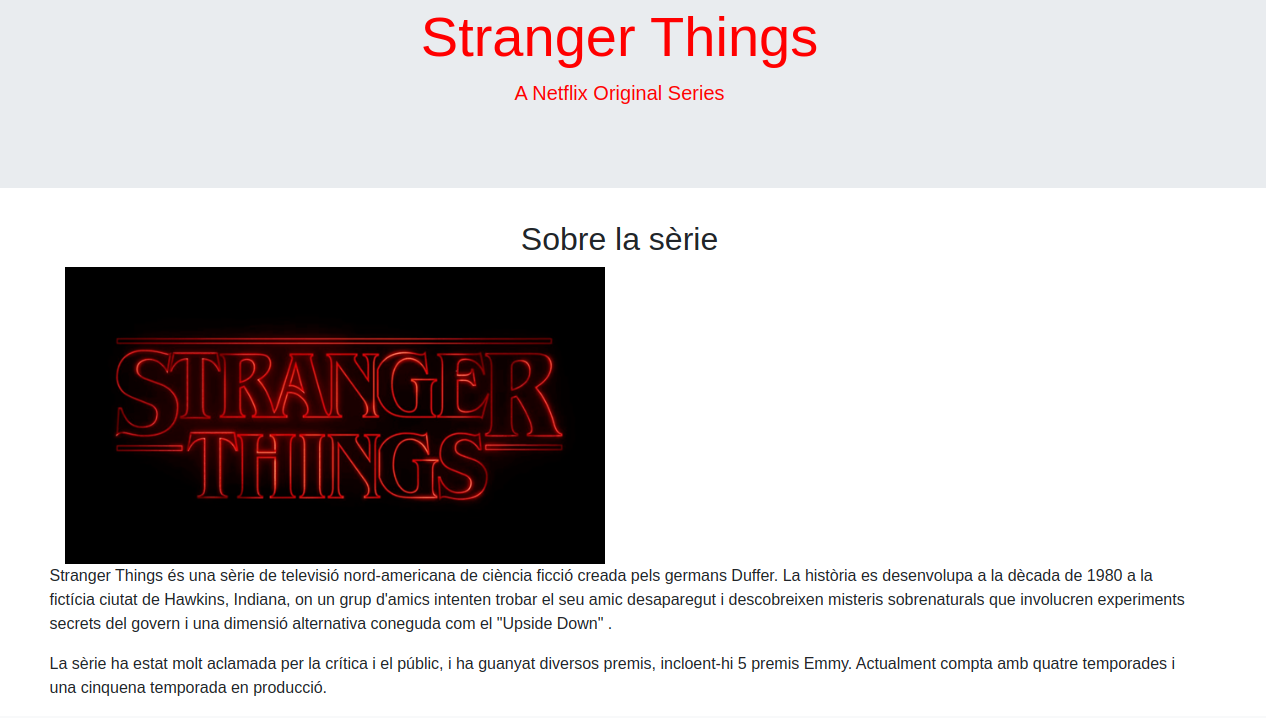 Stranger Things
A Netflix Original Series
Sobre la sèrie
STRANGER
THINGS
Stranger Things és una sèrie de televisió nord-americana de ciència ficció creada pels germans Duffer. La història es desenvolupa a la dècada de 1980 a la
fictícia ciutat de Hawkins, Indiana, on un grup d'amics intenten trobar el seu amic desaparegut i descobreixen misteris sobrenaturals que involucren experiments
secrets del govern i una dimensió alternativa coneguda com el "Upside Down" .
La sèrie ha estat molt aclamada per la crítica i el públic, i ha guanyat diversos premis, incloent-hi 5 premis Emmy. Actualment compta amb quatre temporades i
una cinquena temporada en producció.